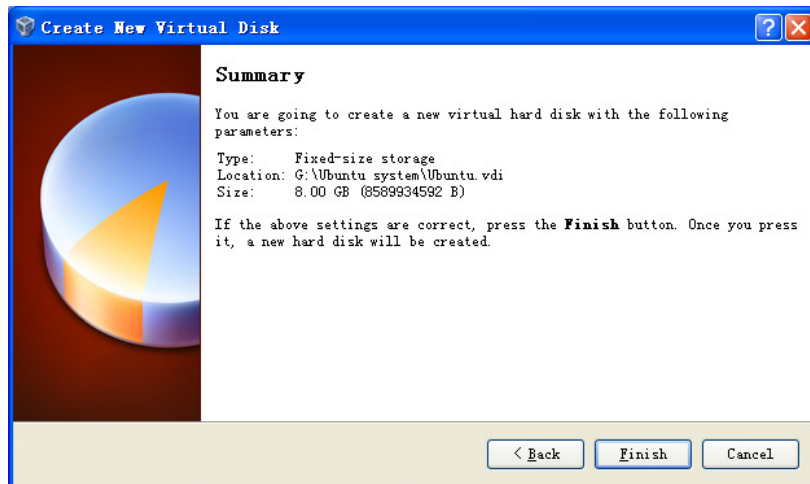 Create New Virtual Disk
Summary
You are going to create a new virtual hard disk with the following
parameters:
Type: Fixed-size storage
Location: G:\Ubuntu system\Ubuntu.vdi
Size: 8.00 GB (8589934592 B)
If the above settings are correct, press the Finish button. Once you press
it, a new hard disk will be created.
< Back Finish Cancel